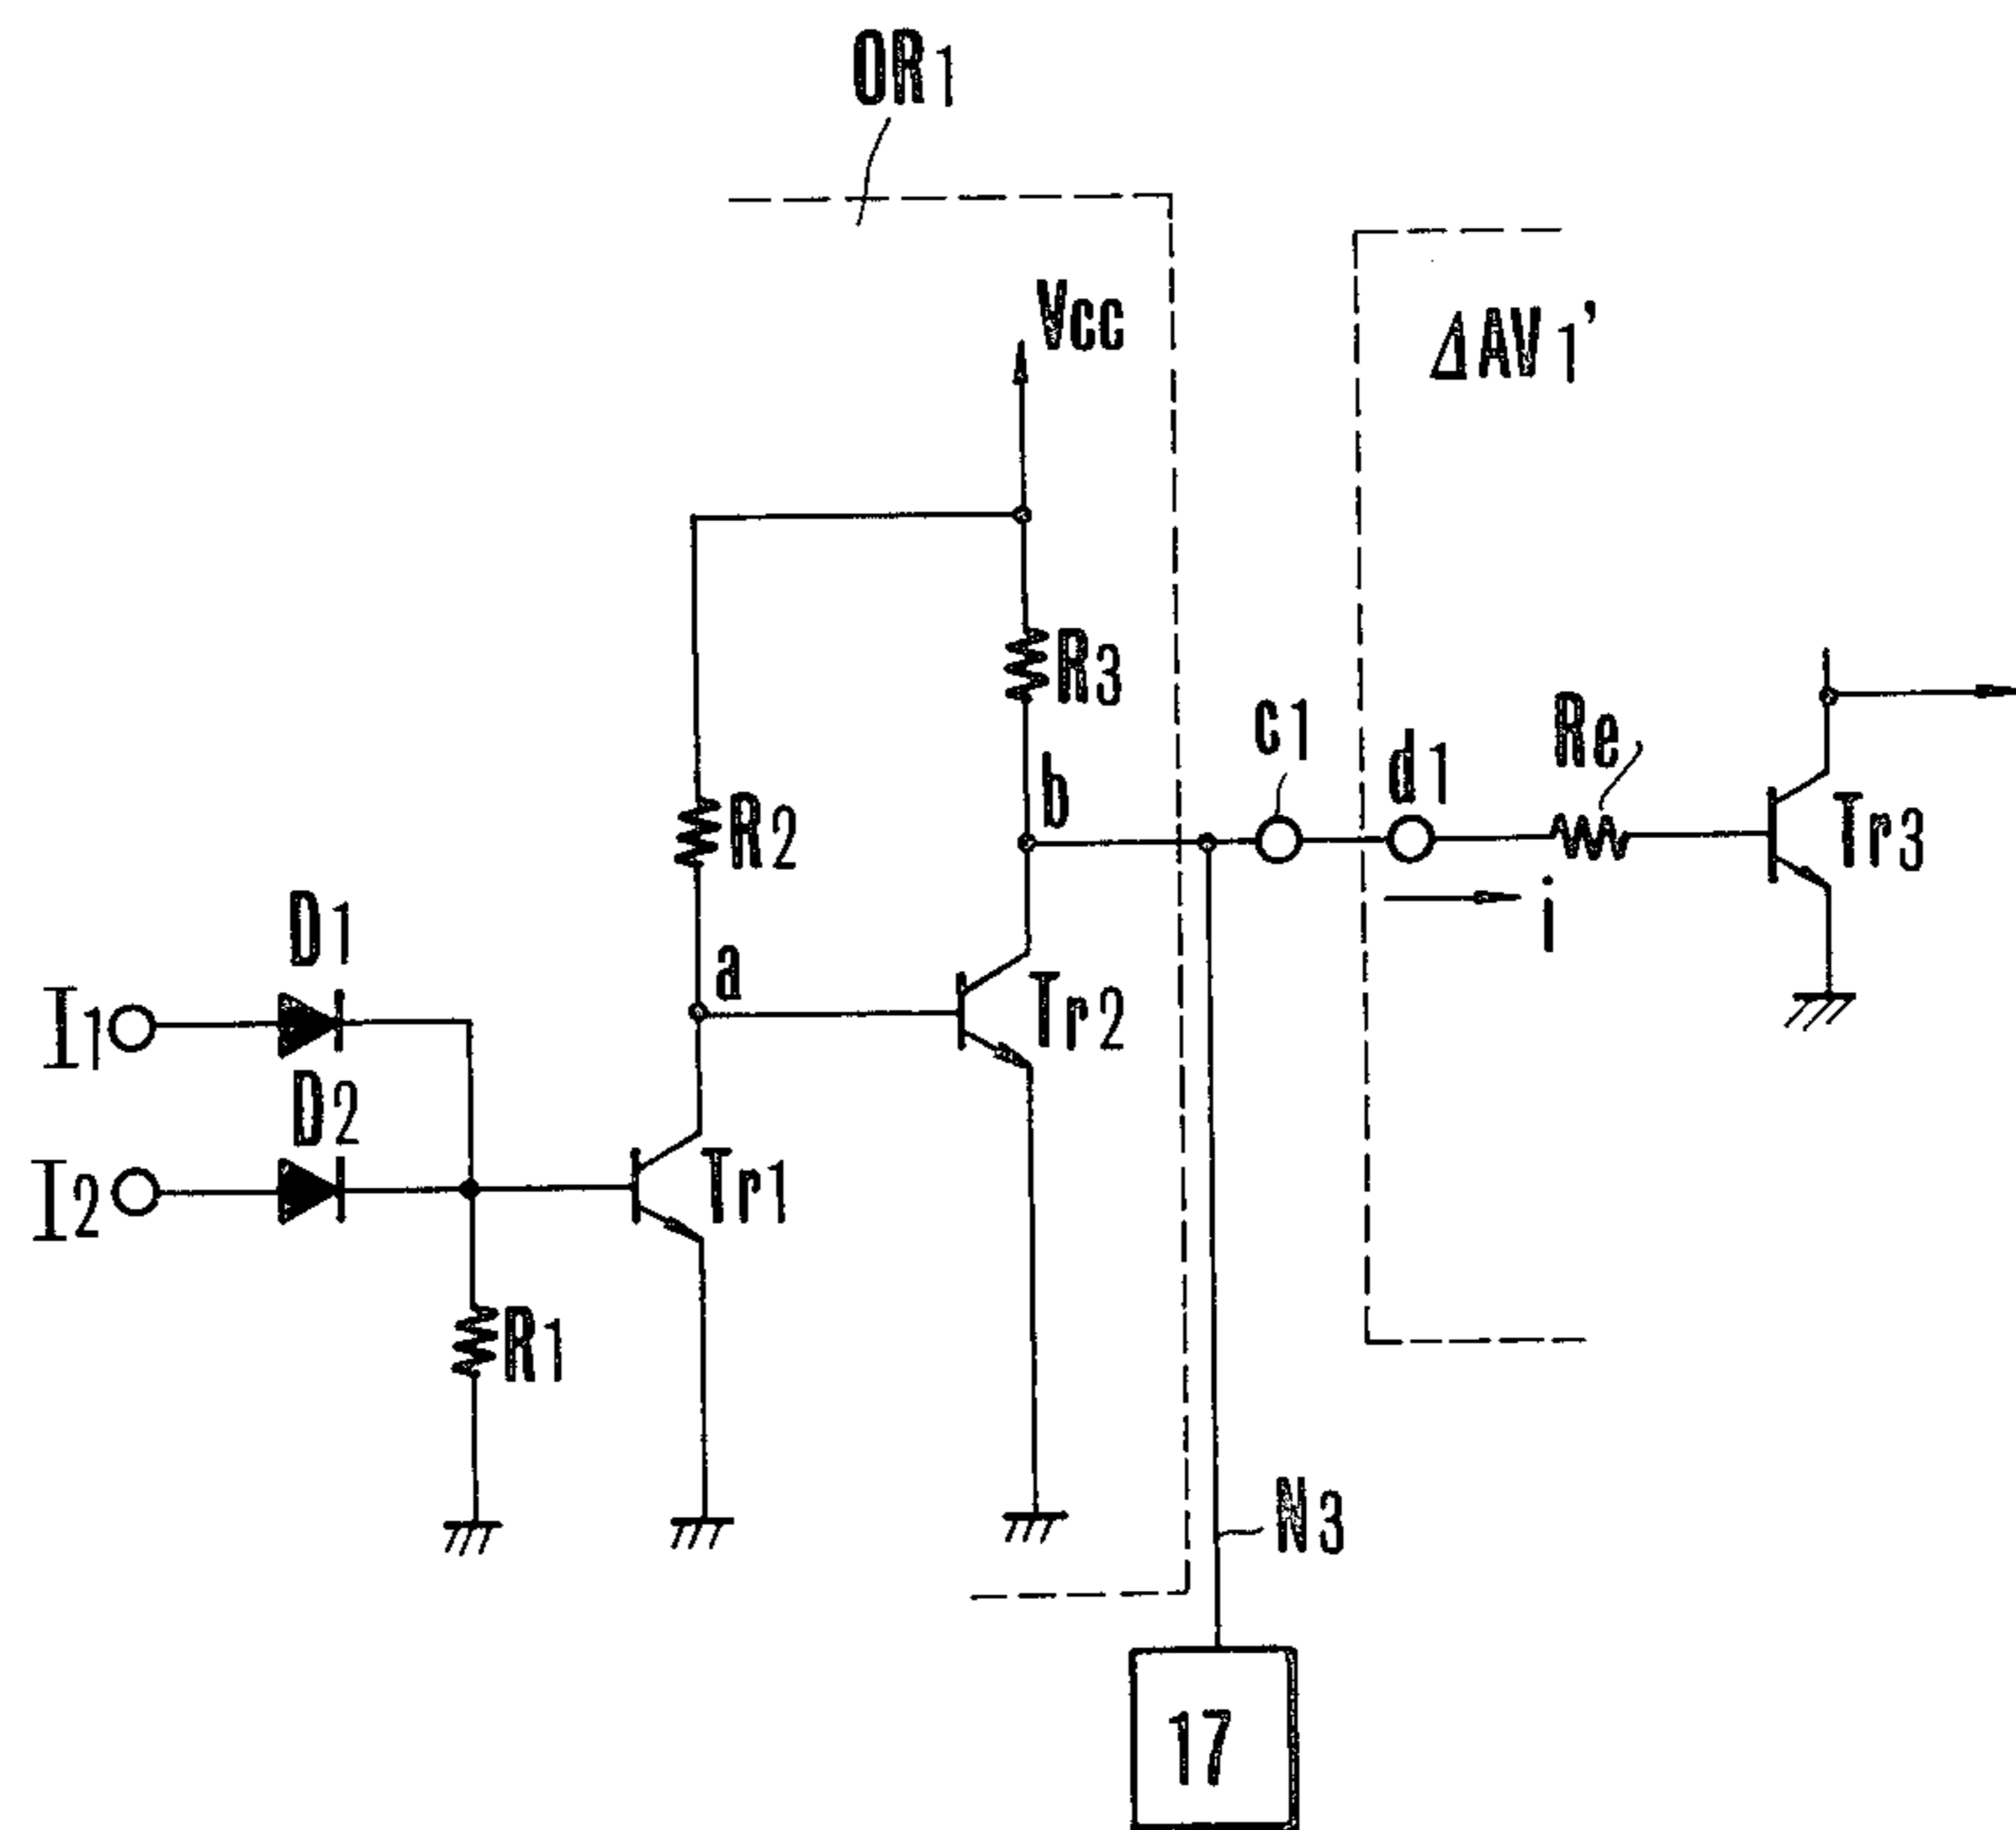 OR1
Vcc
ΔAV1'
R3
c1
d1
Re
b
R2
Tr3
i
D1
a
I1
Tr2
D2
I2
Tr1
R1
N3
17